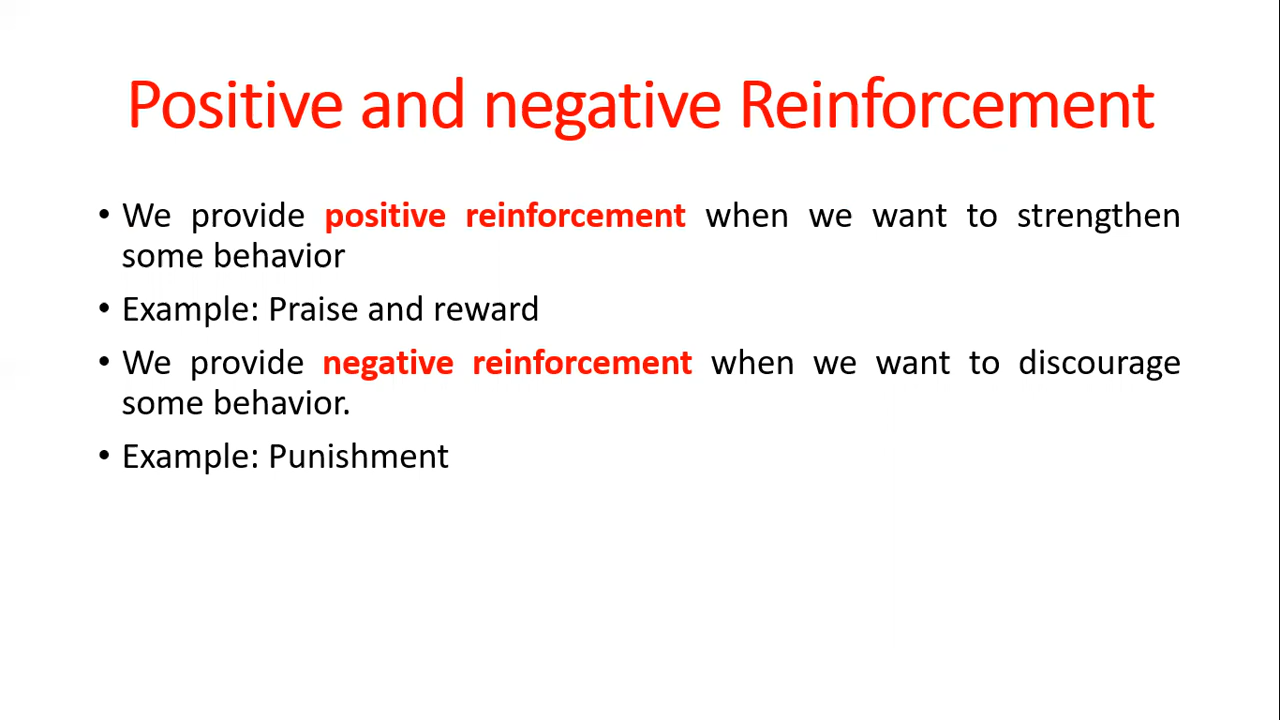 Positive and negative Reinforcement
• We provide positive reinforcement when we want to strengthen
some behavior
• Example: Praise and reward
• We provide negative reinforcement when we want to discourage
some behavior.
• Example: Punishment